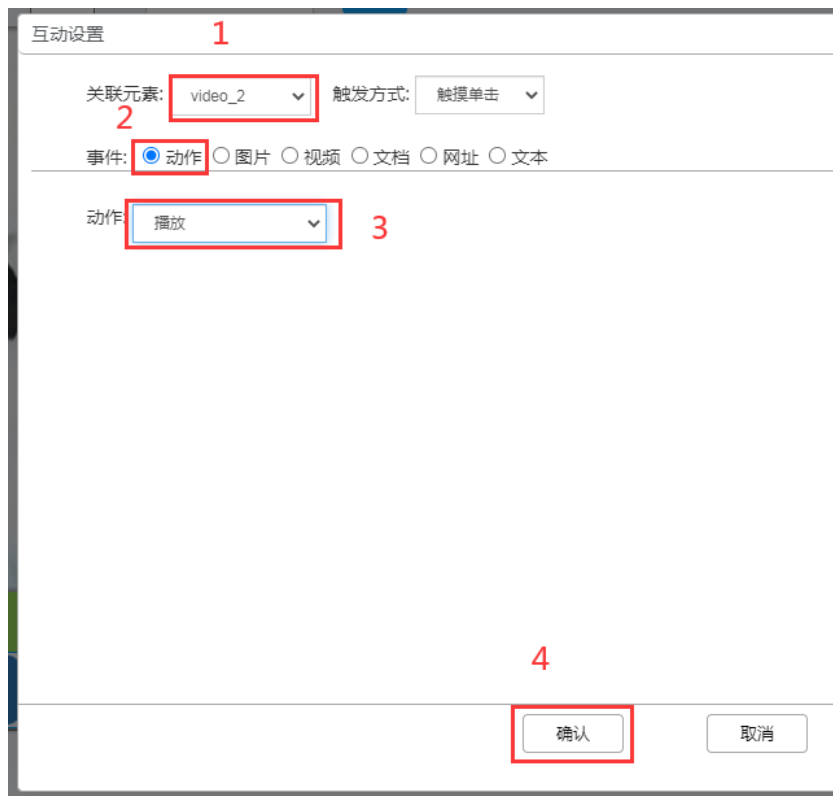 互动设置 1
关联元素: video_2 触发方式: 触摸单击
2
事件: 动作 图片 视频 文档 网址 文本
动作: 播放 3
4
确认 取消